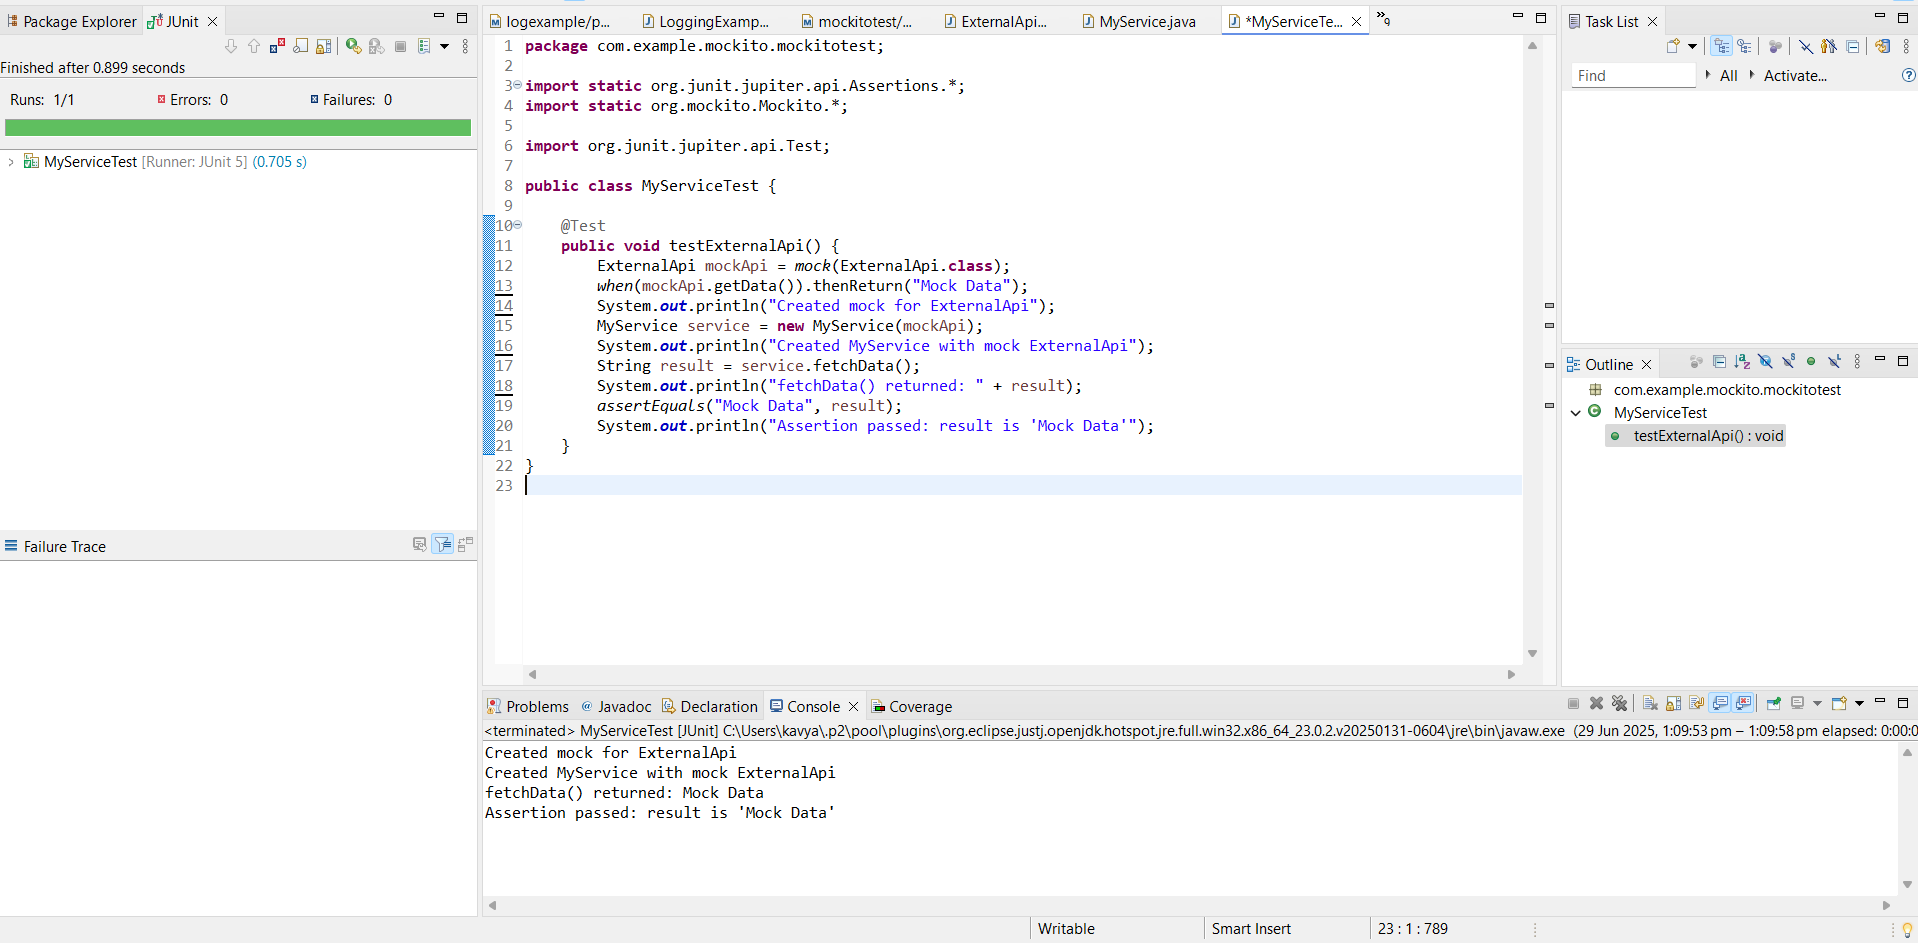 Package Explorer JUnit
Finished after 0.899 seconds
Runs: 1/1 Errors: 0 Failures: 0
MyServiceTest [Runner: JUnit 5] (0.705 s)
Failure Trace
logexample/p... LoggingExamp... mockitotest/... ExternalApi... MyService.java *MyServiceTe... »9
1 package com.example.mockito.mockitotest;
2
3 import static org.junit.jupiter.api.Assertions.*;
4 import static org.mockito.Mockito.*;
5
6 import org.junit.jupiter.api.Test;
7
8 public class MyServiceTest {
9
10 @Test
11 public void testExternalApi() {
12 ExternalApi mockApi = mock(ExternalApi.class);
13 when(mockApi.getData()).thenReturn("Mock Data");
14 System.out.println("Created mock for ExternalApi");
15 MyService service = new MyService(mockApi);
16 System.out.println("Created MyService with mock ExternalApi");
17 String result = service.fetchData();
18 System.out.println("fetchData() returned: " + result);
19 assertEquals("Mock Data", result);
20 System.out.println("Assertion passed: result is 'Mock Data'");
21 }
22 }
23
Task List
Find All Activate...
Outline
com.example.mockito.mockitotest
MyServiceTest
testExternalApi() : void
Problems @ Javadoc Declaration Console Coverage
<terminated> MyServiceTest [JUnit] C:\Users\kavya\.p2\pool\plugins\org.eclipse.justj.openjdk.hotspot.jre.full.win32.x86_64_23.0.2.v20250131-0604\jre\bin\javaw.exe (29 Jun 2025, 1:09:53 pm – 1:09:58 pm elapsed: 0:00:0
Created mock for ExternalApi
Created MyService with mock ExternalApi
fetchData() returned: Mock Data
Assertion passed: result is 'Mock Data'
Writable Smart Insert 23 : 1 : 789